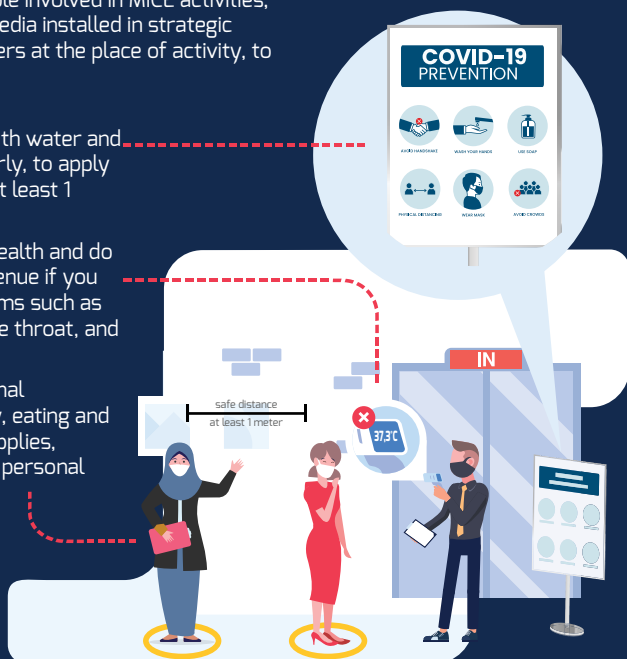 ple involved in MICE activities,
edia installed in strategic
ers at the place of activity, to
th water and
rly, to apply
t least 1
ealth and do
enue if you
ms such as
e throat, and
nal
y, eating and
pplies,
personal
COVID-19
PREVENTION
AVOID HANDSHAKE
WASH YOUR HANDS
USE SOAP
PHYSICAL DISTANCING
WEAR MASK
AVOID CROWDS
IN
safe distance
at least 1 meter
37,3°C